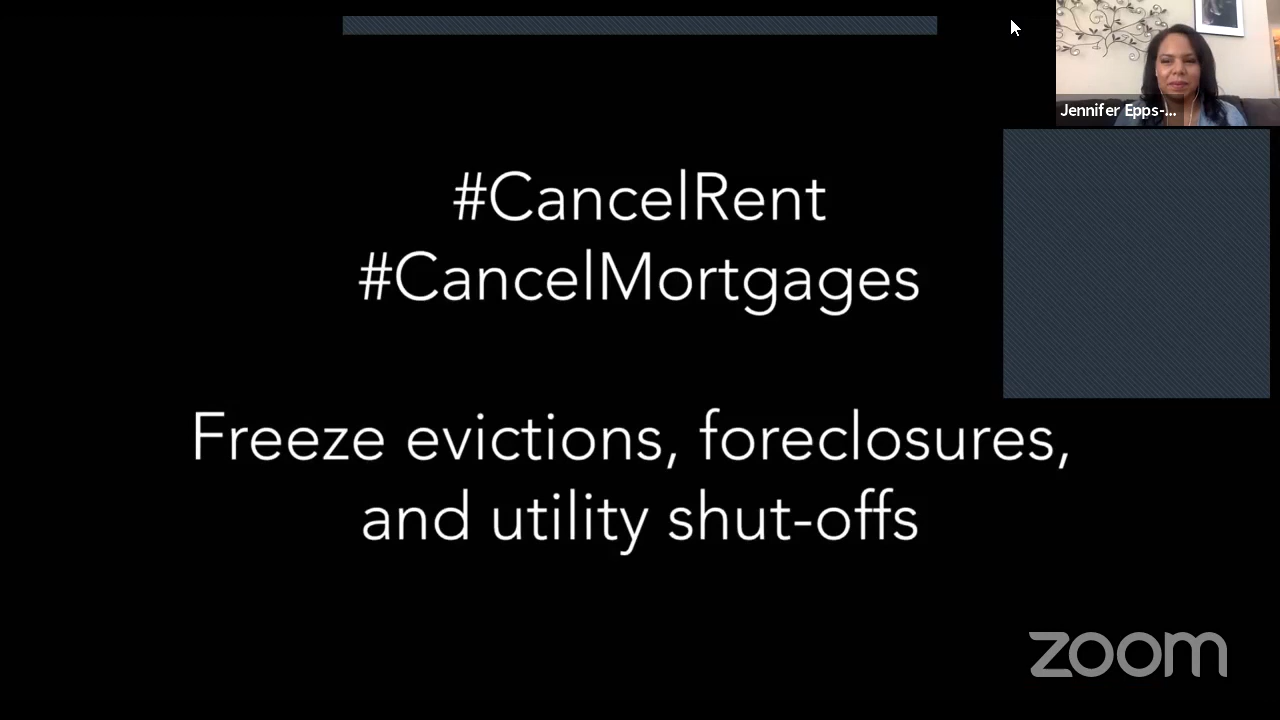 Jennifer Epps-...
#CancelRent
#CancelMortgages
Freeze evictions, foreclosures,
and utility shut-offs
zoom